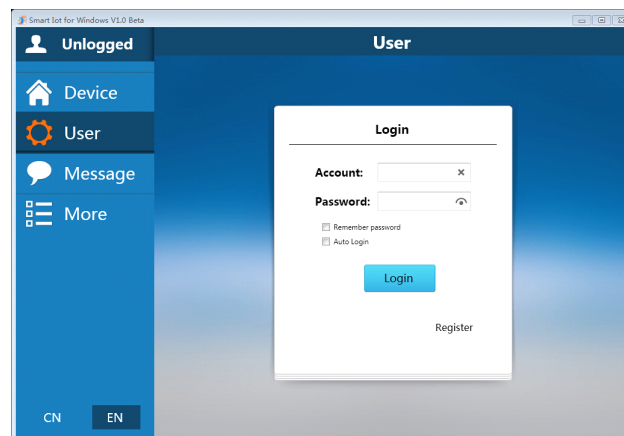 Smart Iot for Windows V1.0 Beta
Unlogged
User
Device
User
Message
More
Login
Account:
Password:
Remember password
Auto Login
Login
Register
CN EN